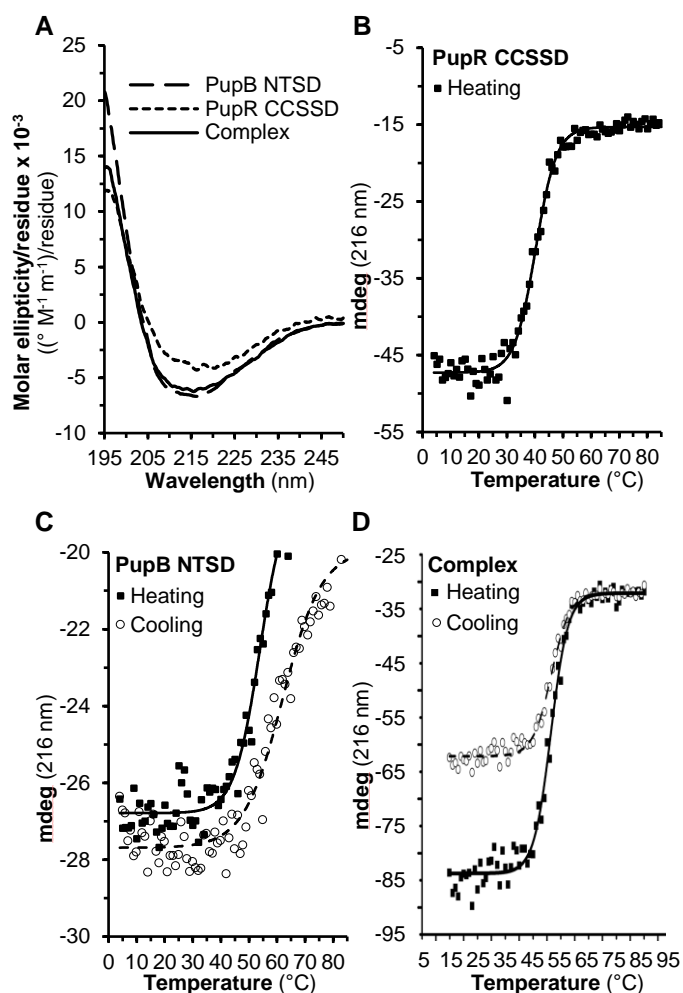 A
25
20
15
10
5
0
-5
-10
195 205 215 225 235 245
Wavelength (nm)
Molar ellipticity/residue x 10-3
((° M-1 m-1)/residue)
PupB NTSD
PupR CCSSD
Complex
B
-5
-15
-25
-35
-45
-55
0 10 20 30 40 50 60 70 80
Temperature (°C)
mdeg (216 nm)
PupR CCSSD
Heating
C
-20
-22
-24
-26
-28
-30
0 10 20 30 40 50 60 70 80
Temperature (°C)
mdeg (216 nm)
PupB NTSD
Heating
Cooling
D
-25
-35
-45
-55
-65
-75
-85
-95
5 15 25 35 45 55 65 75 85 95
Temperature (°C)
mdeg (216 nm)
Complex
Heating
Cooling